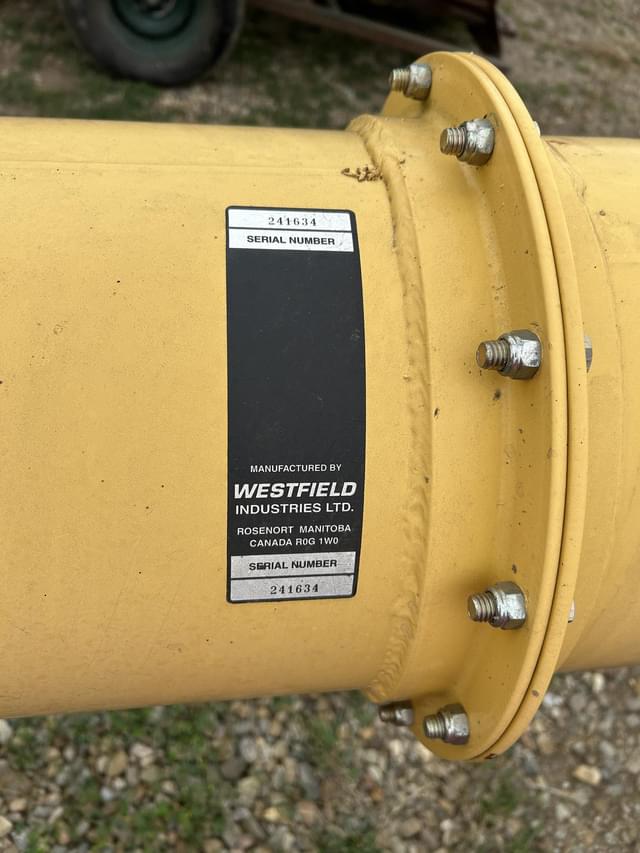 241634
SERIAL NUMBER
MANUFACTURED BY
WESTFIELD
INDUSTRIES LTD.
ROSENORT MANITOBA
CANADA R0G 1W0
SERIAL NUMBER
241634